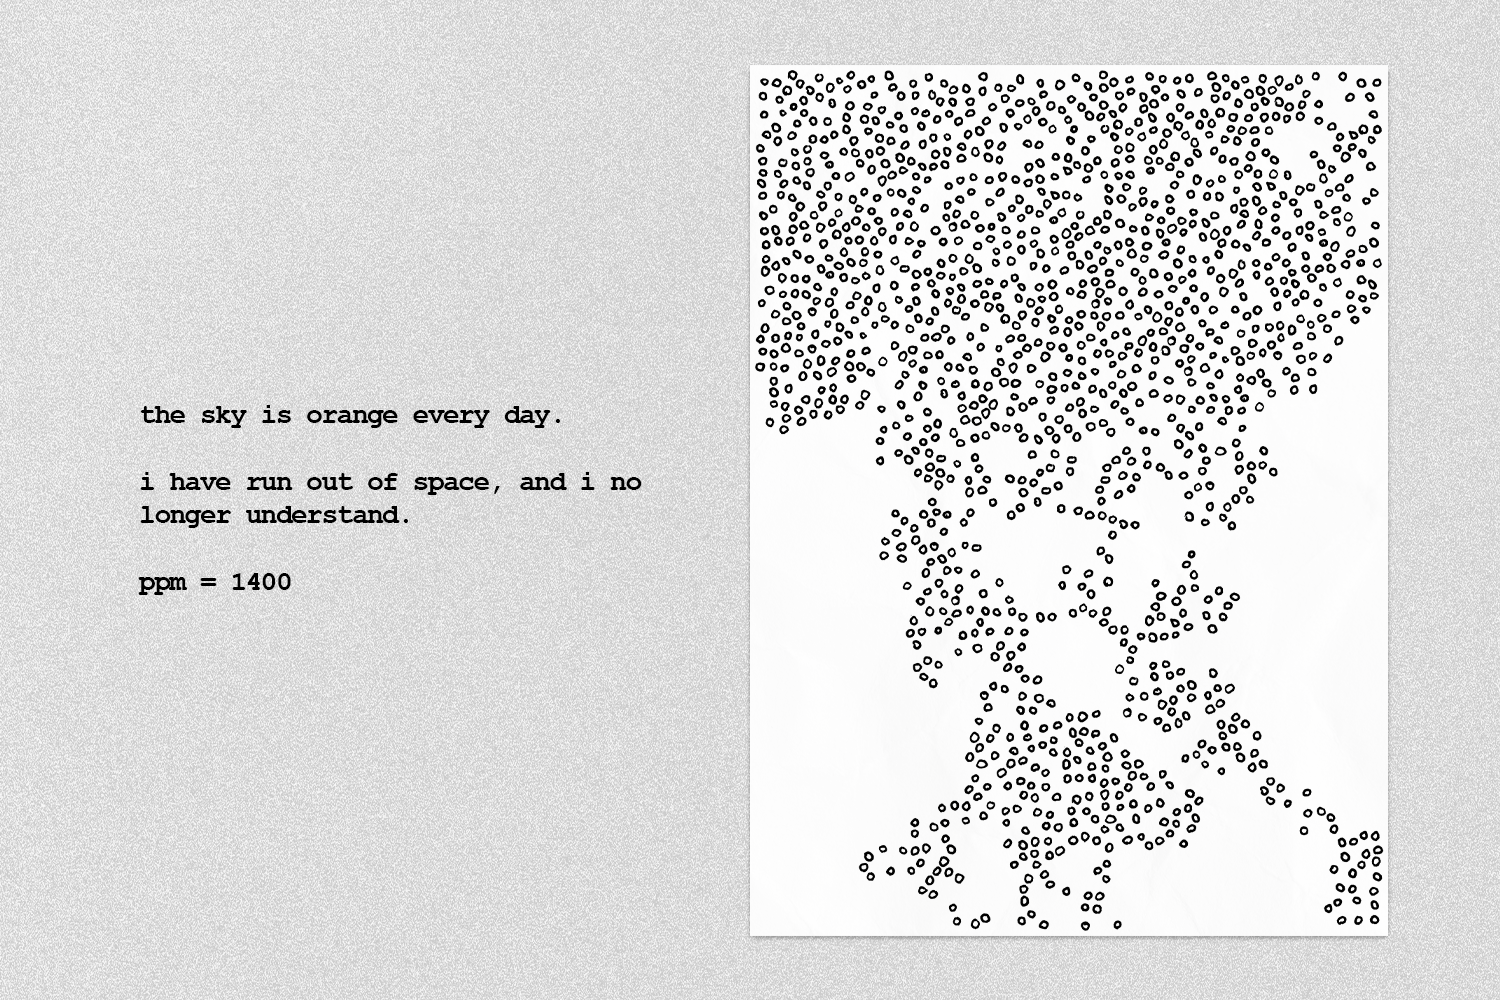 the sky is orange every day.
i have run out of space, and i no
longer understand.
ppm = 1400